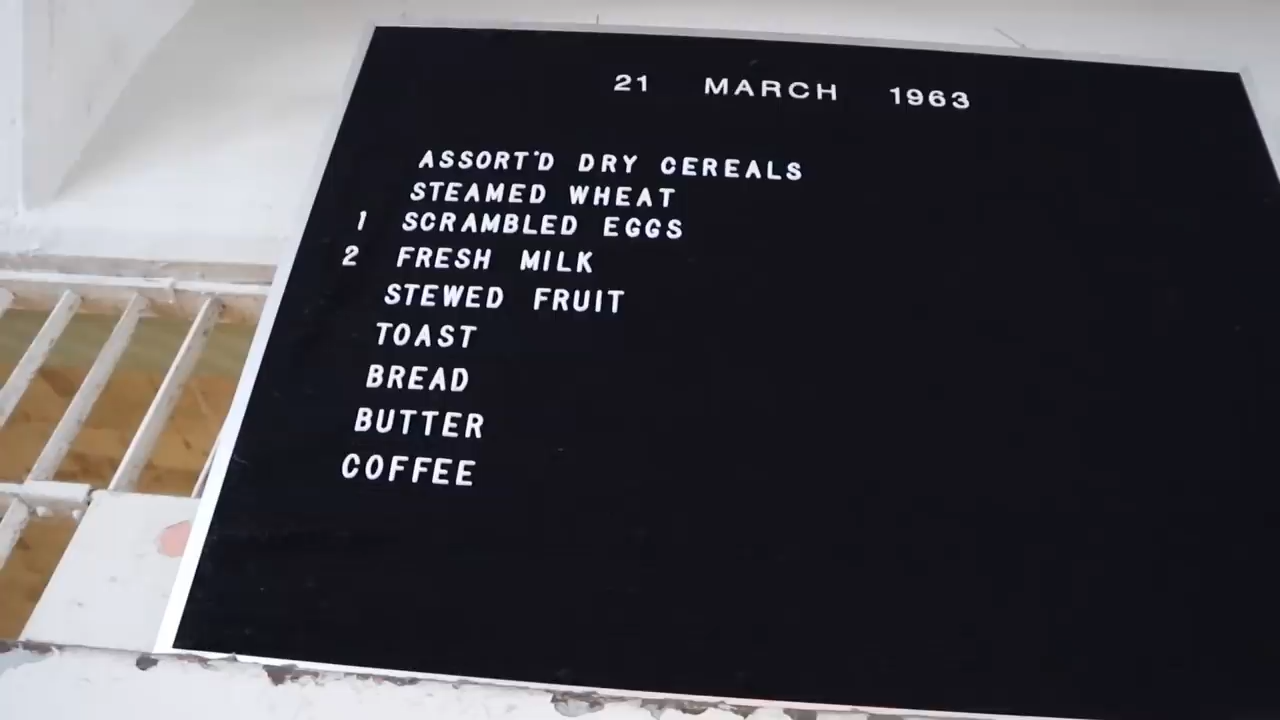 21 MARCH 1963
ASSORT'D DRY CEREALS
STEAMED WHEAT
1 SCRAMBLED EGGS
2 FRESH MILK
STEWED FRUIT
TOAST
BREAD
BUTTER
COFFEE